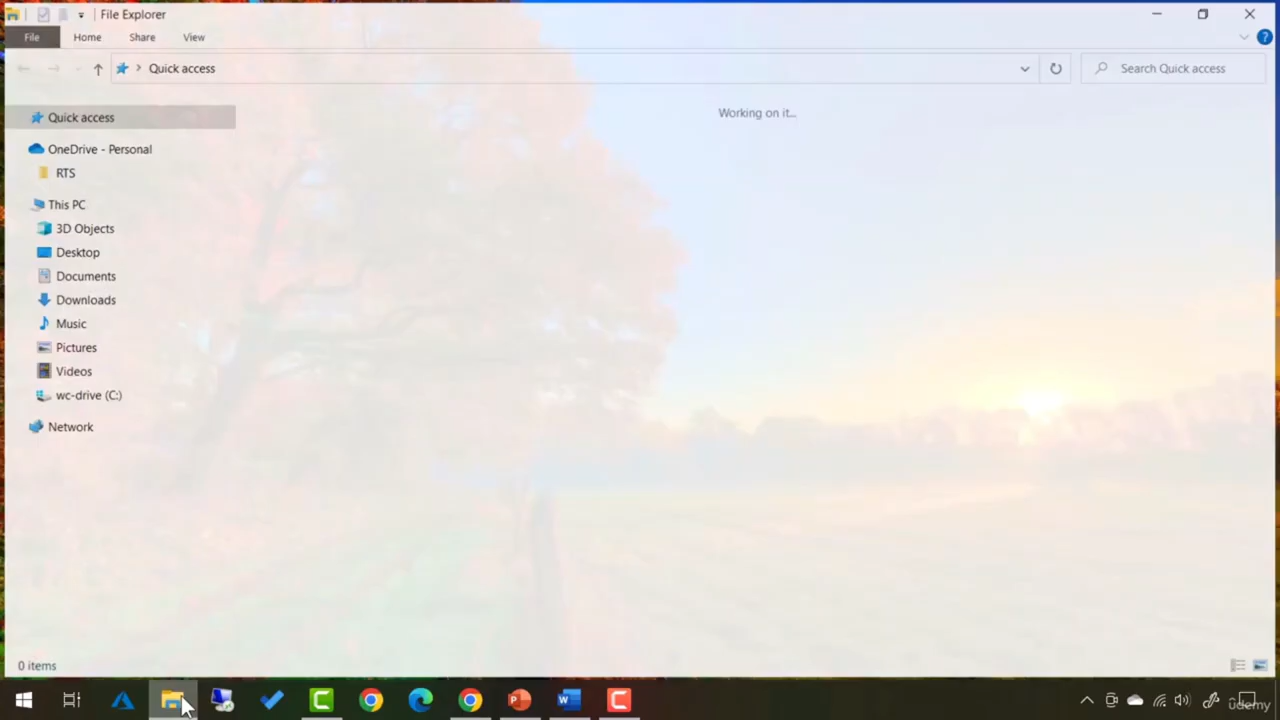 File Explorer
File Home Share View
Quick access
Search Quick access
Working on it...
Quick access
OneDrive - Personal
RTS
This PC
3D Objects
Desktop
Documents
Downloads
Music
Pictures
Videos
wc-drive (C:)
Network
0 items
udemy